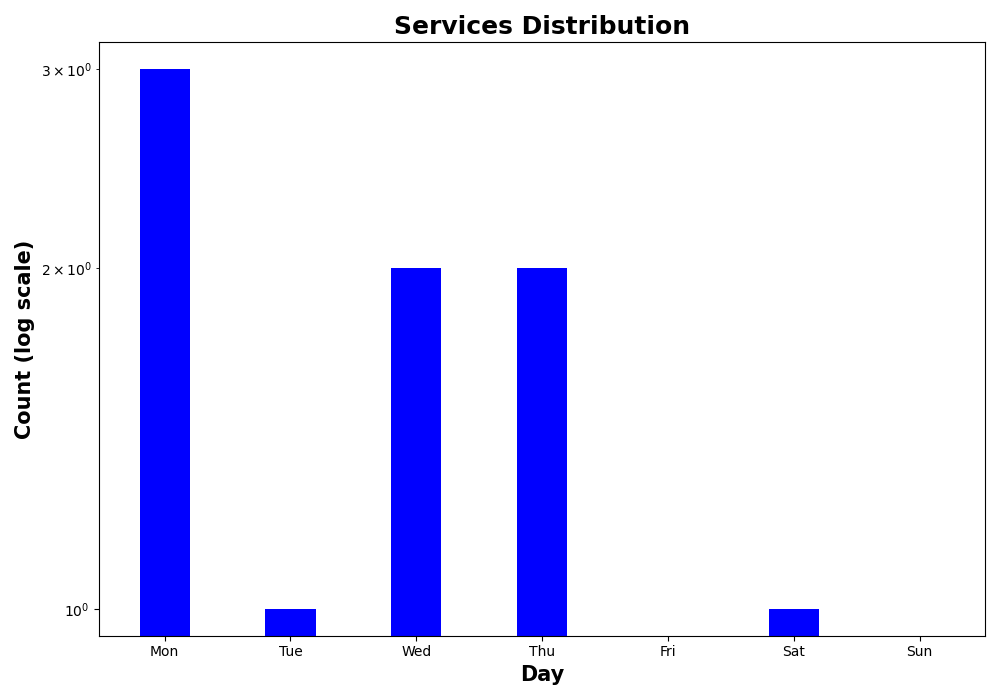 Services Distribution
Count (log scale)
3 × 10⁰
2 × 10⁰
10⁰
Mon Tue Wed Thu Fri Sat Sun
Day